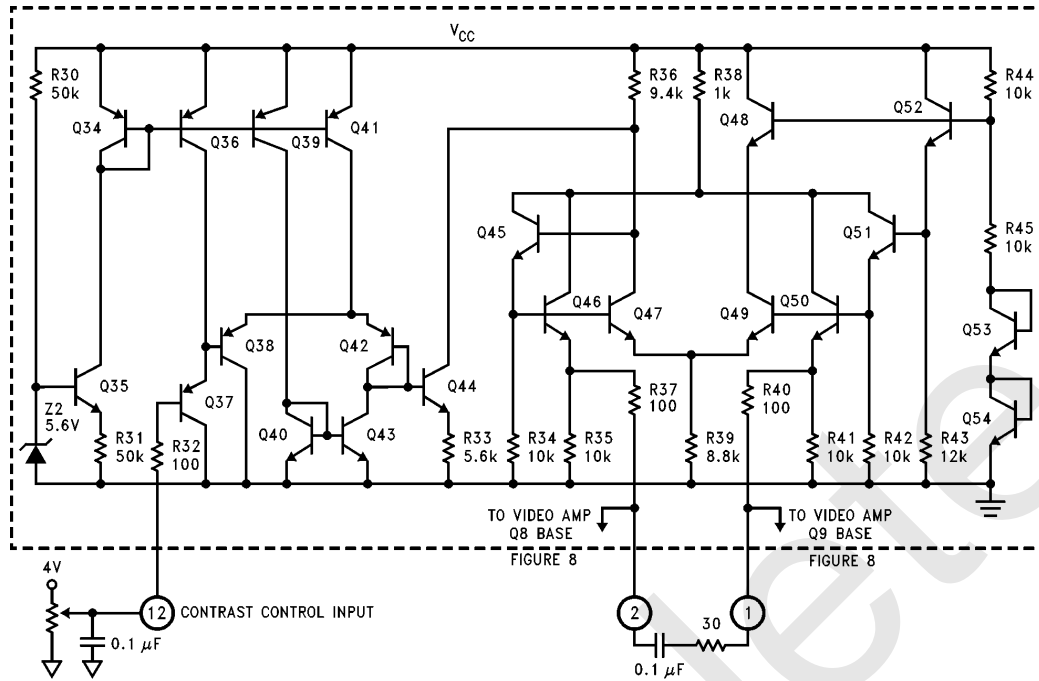 V_CC
R30
50k
R36
9.4k
R38
1k
R44
10k
Q34
Q36
Q39
Q41
Q48
Q52
Q45
Q51
R45
10k
Q46
Q47
Q49
Q50
Q38
Q42
Q53
Q35
Q37
Q44
R37
100
R40
100
Q54
Z2
5.6V
R31
50k
R32
100
Q40
Q43
R33
5.6k
R34
10k
R35
10k
R39
8.8k
R41
10k
R42
10k
R43
12k
TO VIDEO AMP
Q8 BASE
FIGURE 8
TO VIDEO AMP
Q9 BASE
FIGURE 8
4V
12
CONTRAST CONTROL INPUT
0.1 μF
2
1
30
0.1 μF
lete